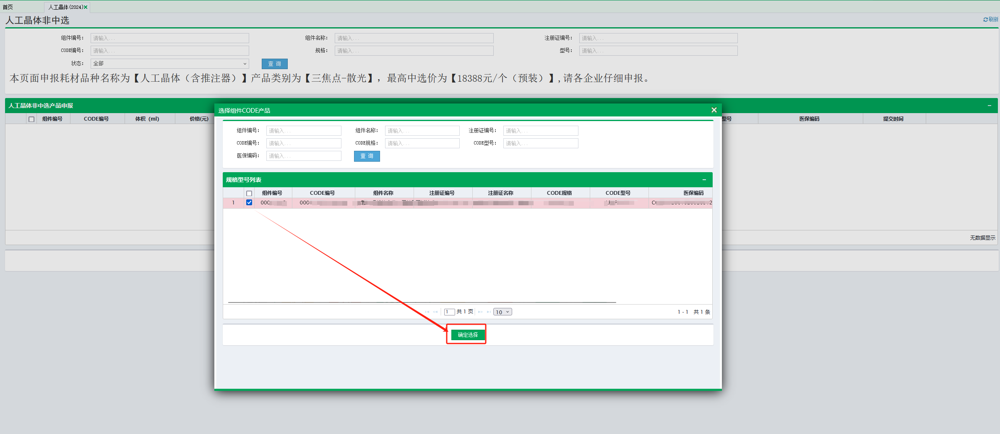 首页
人工晶体(2024)
人工晶体非中选
刷新
组件编号： 请输入... 组件名称： 请输入... 注册证编号： 请输入...
CODE编号： 请输入... 规格： 请输入... 型号： 请输入...
状态： 全部 查 询
本页面申报耗材品种名称为【人工晶体（含推注器）】产品类别为【三焦点-散光】，最高中选价为【18388元/个（预装）】,请各企业仔细申报。
人工晶体非中选产品申报
组件编号 CODE编号 体积（ml） 价格(元) 型号 医保编码 提交时间
无数据显示
选择组件CODE产品
组件编号： 请输入... 组件名称： 请输入... 注册证编号： 请输入...
CODE编号： 请输入... CODE规格： 请输入... CODE型号： 请输入...
医保编码： 请输入... 查 询
规格型号列表
组件编号 CODE编号 组件名称 注册证编号 注册证名称 CODE规格 CODE型号 医保编码
1 000 000
1 共 1 页 10 1 - 1 共 1 条
确定选择